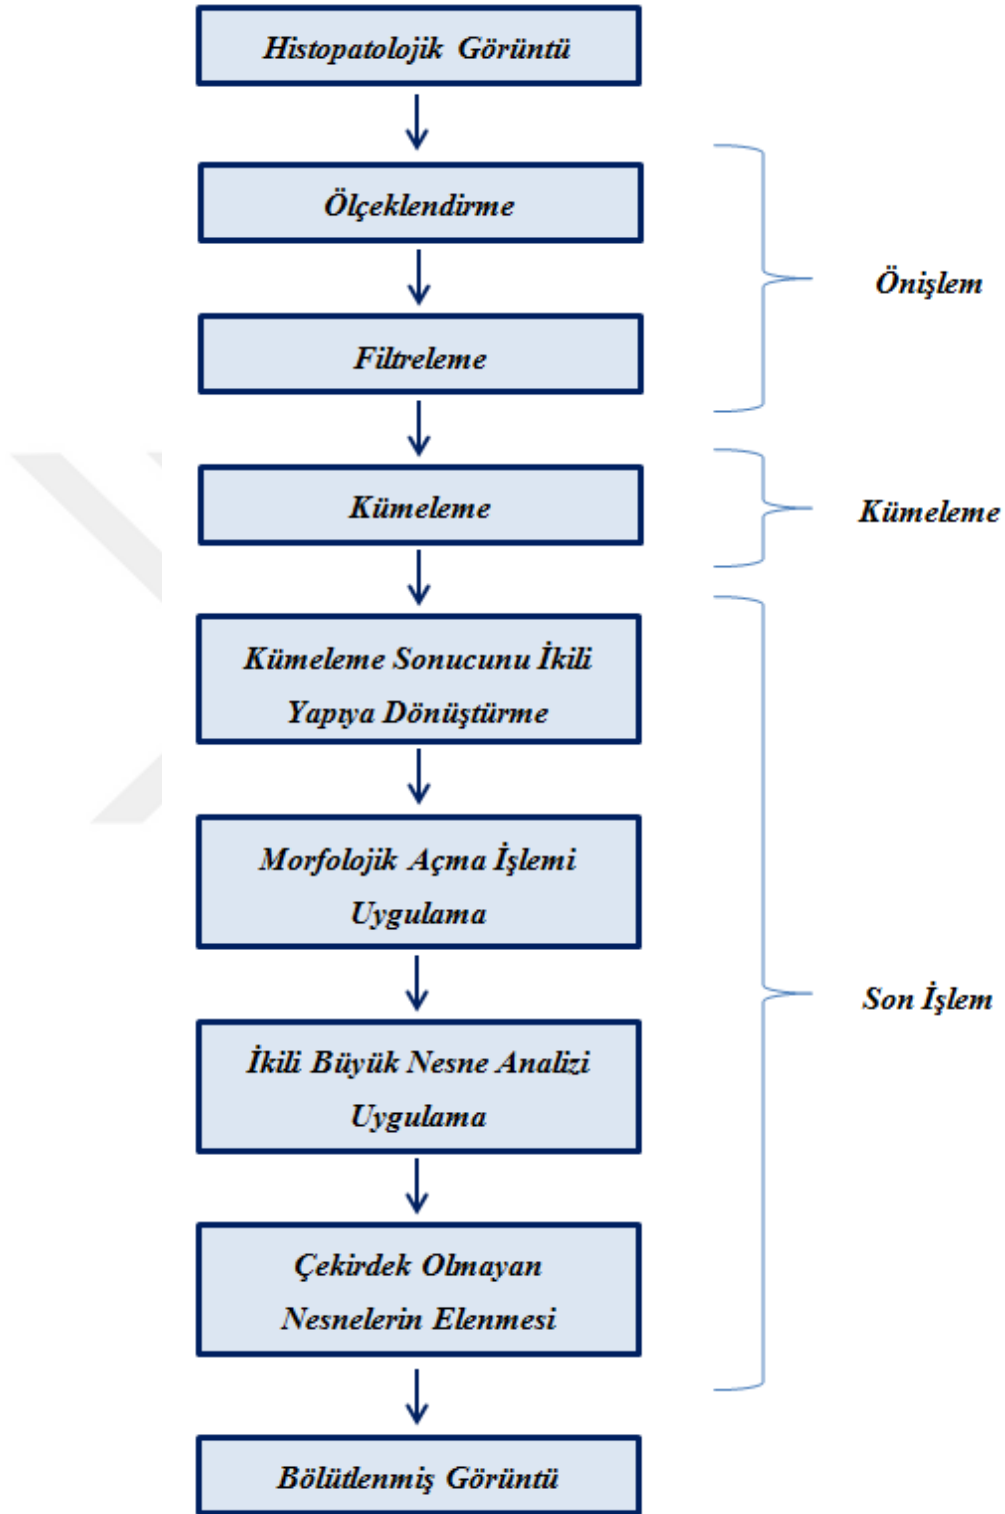 Histopatolojik Görüntü
Ölçeklendirme
Filtreleme
Önişlem
Kümeleme
Kümeleme
Kümeleme Sonucunu İkili
Yapıya Dönüştürme
Morfolojik Açma İşlemi
Uygulama
İkili Büyük Nesne Analizi
Uygulama
Çekirdek Olmayan
Nesnelerin Elenmesi
Son İşlem
Bölütlenmiş Görüntü